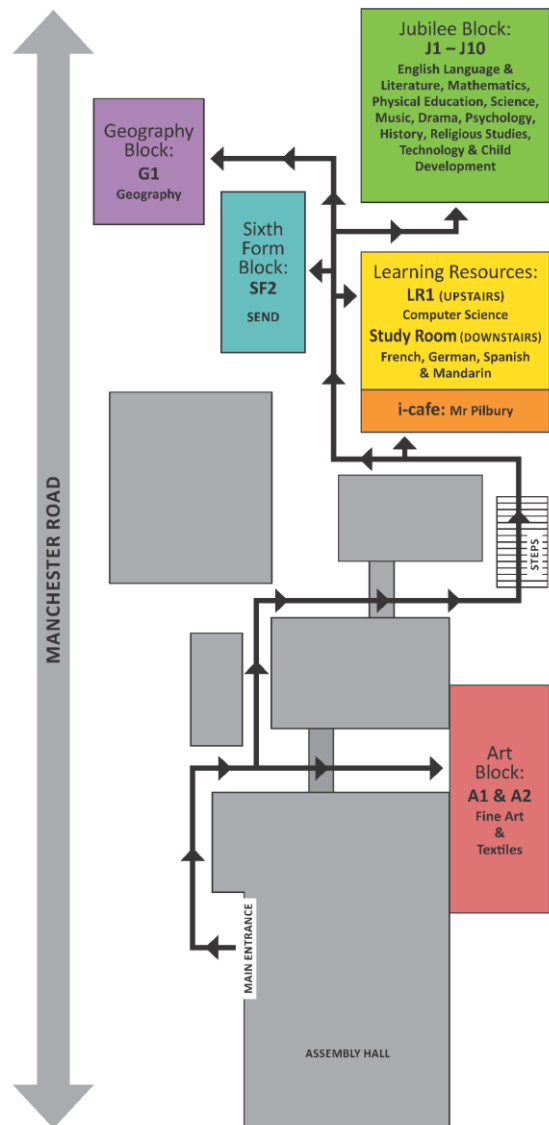 Jubilee Block:
J1 – J10
English Language &
Literature, Mathematics,
Physical Education, Science,
Music, Drama, Psychology,
History, Religious Studies,
Technology & Child
Development
Geography
Block:
G1
Geography
Sixth
Form
Block:
SF2
SEND
Learning Resources:
LR1 (UPSTAIRS)
Computer Science
Study Room (DOWNSTAIRS)
French, German, Spanish
& Mandarin
i-cafe: Mr Pilbury
MANCHESTER ROAD
STEPS
Art
Block:
A1 & A2
Fine Art
&
Textiles
MAIN ENTRANCE
ASSEMBLY HALL